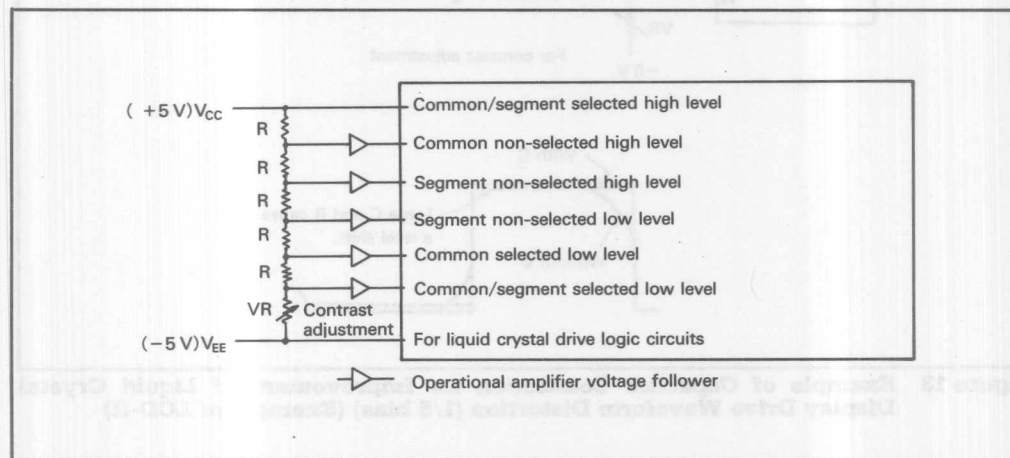 (+5 V)VCC
Common/segment selected high level
R
Common non-selected high level
R
Segment non-selected high level
R
Segment non-selected low level
R
Common selected low level
R
Common/segment selected low level
VR
Contrast
adjustment
(−5 V)VEE
For liquid crystal drive logic circuits
Operational amplifier voltage follower